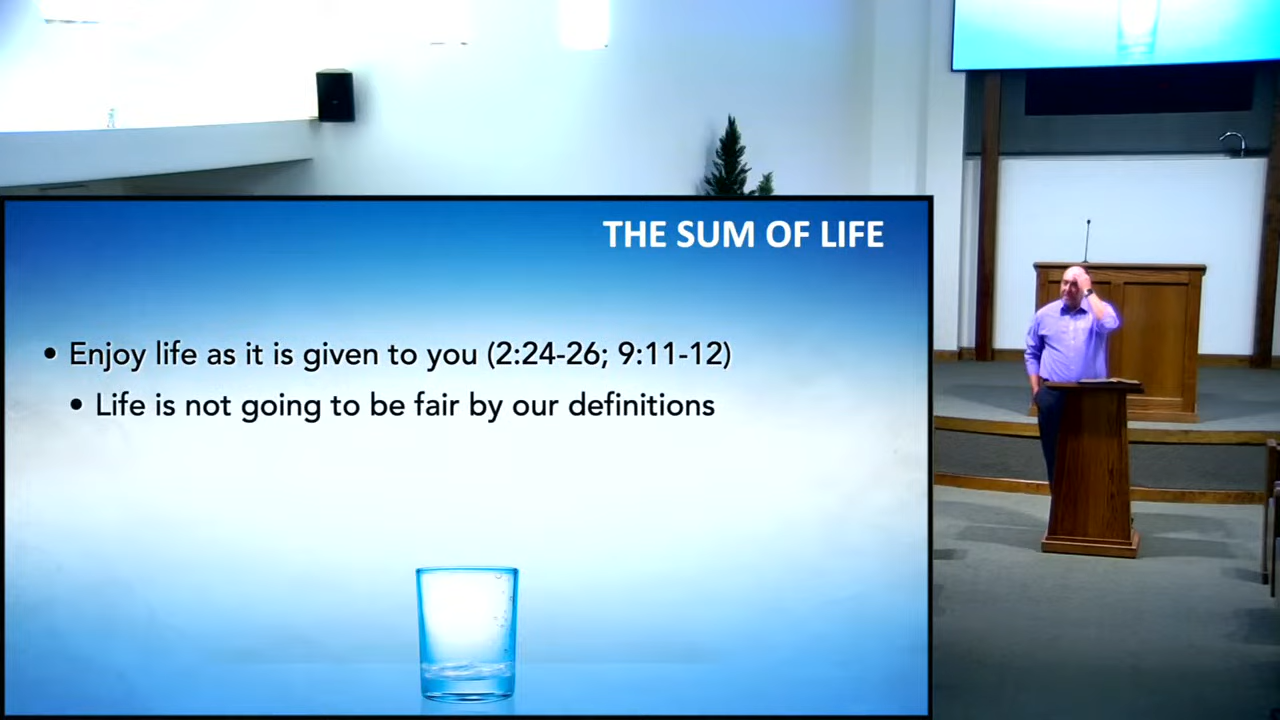 THE SUM OF LIFE
• Enjoy life as it is given to you (2:24-26; 9:11-12)
• Life is not going to be fair by our definitions